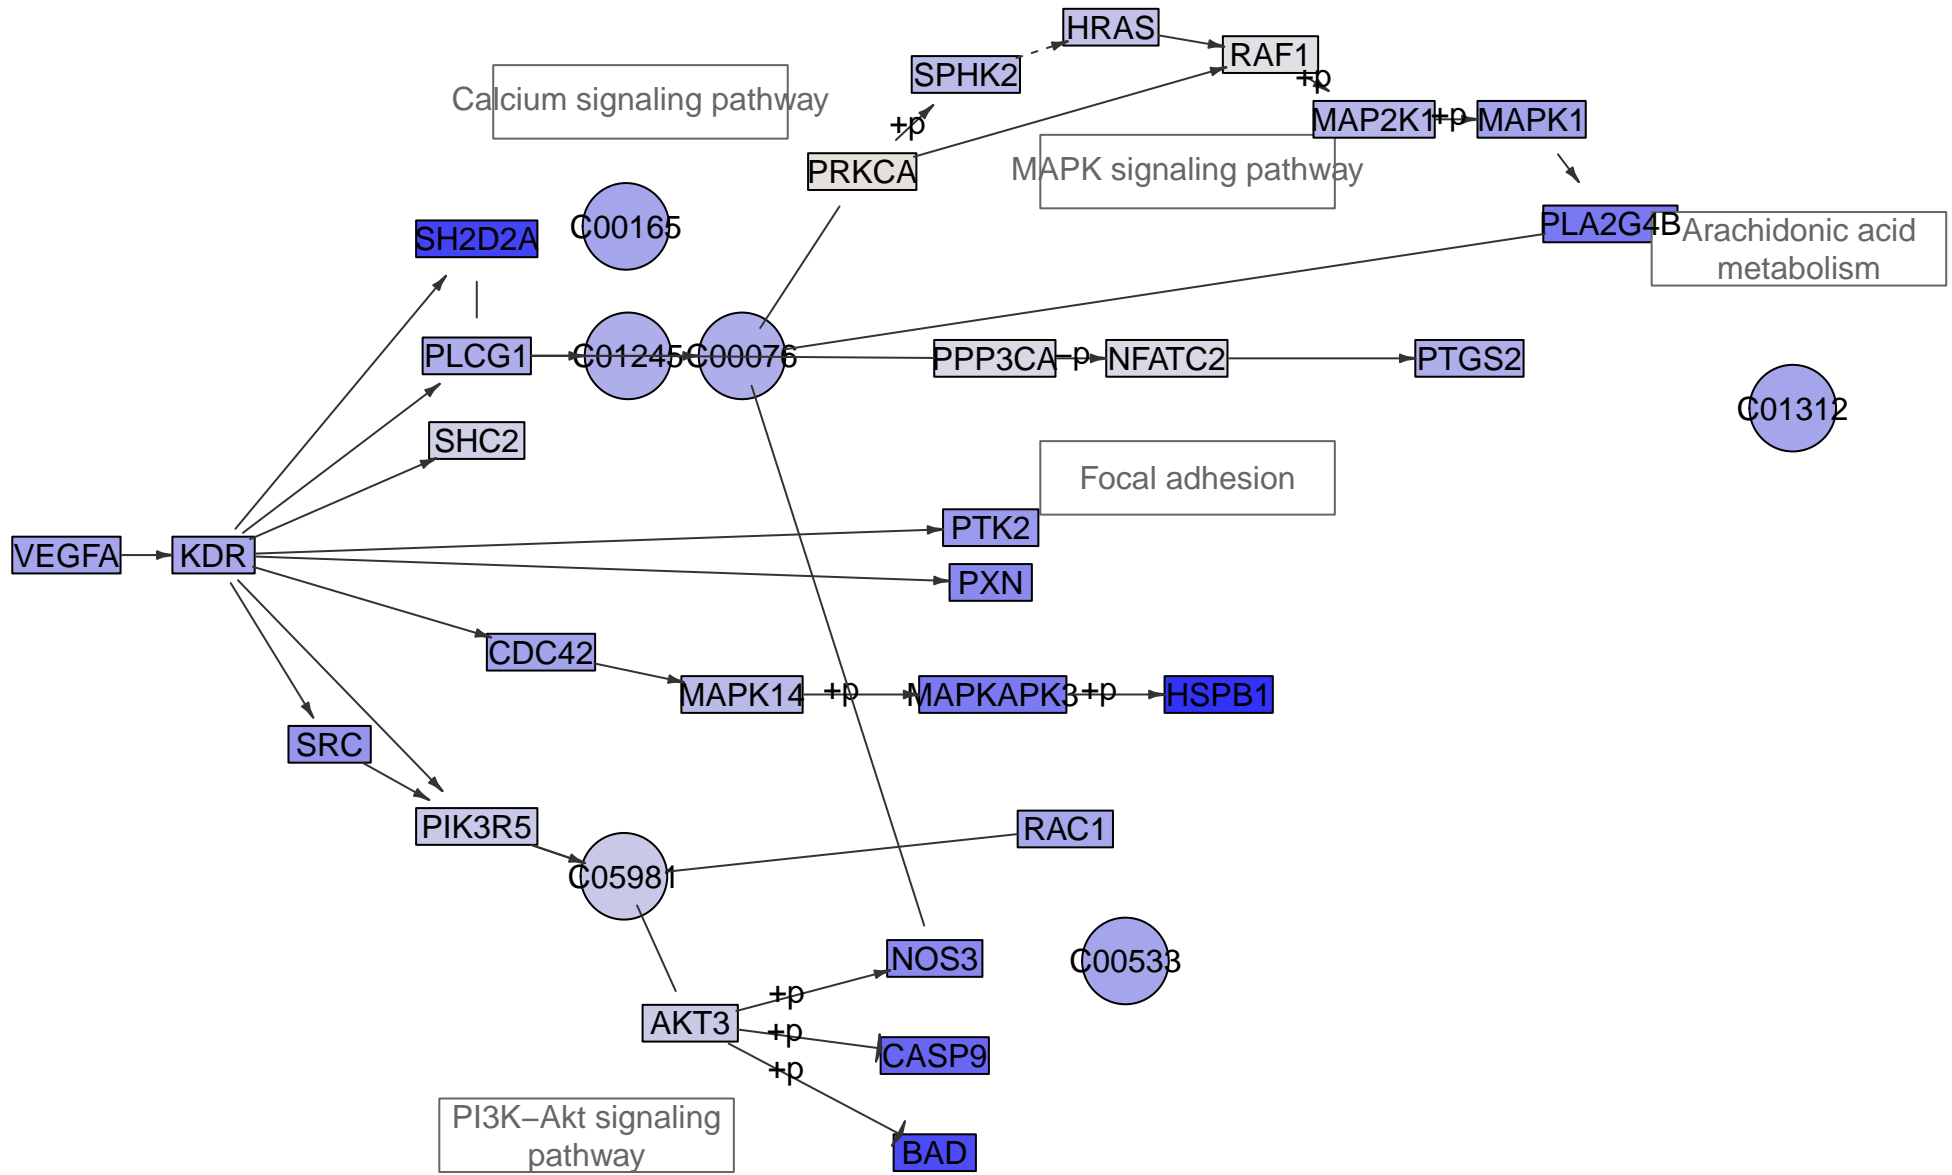 HRAS
RAF1
SPHK2
+p
Calcium signaling pathway
MAP2K1
+p
MAPK1
+p
PRKCA
MAPK signaling pathway
C00165
SH2D2A
PLA2G4B
Arachidonic acid
metabolism
PLCG1
C01245
C00076
PPP3CA
-p
NFATC2
PTGS2
C01312
SHC2
Focal adhesion
PTK2
VEGFA
KDR
PXN
CDC42
MAPK14
+p
MAPKAPK3
+p
HSPB1
SRC
PIK3R5
RAC1
C05981
NOS3
C00533
+p
AKT3
+p
CASP9
+p
PI3K–Akt signaling
pathway
BAD